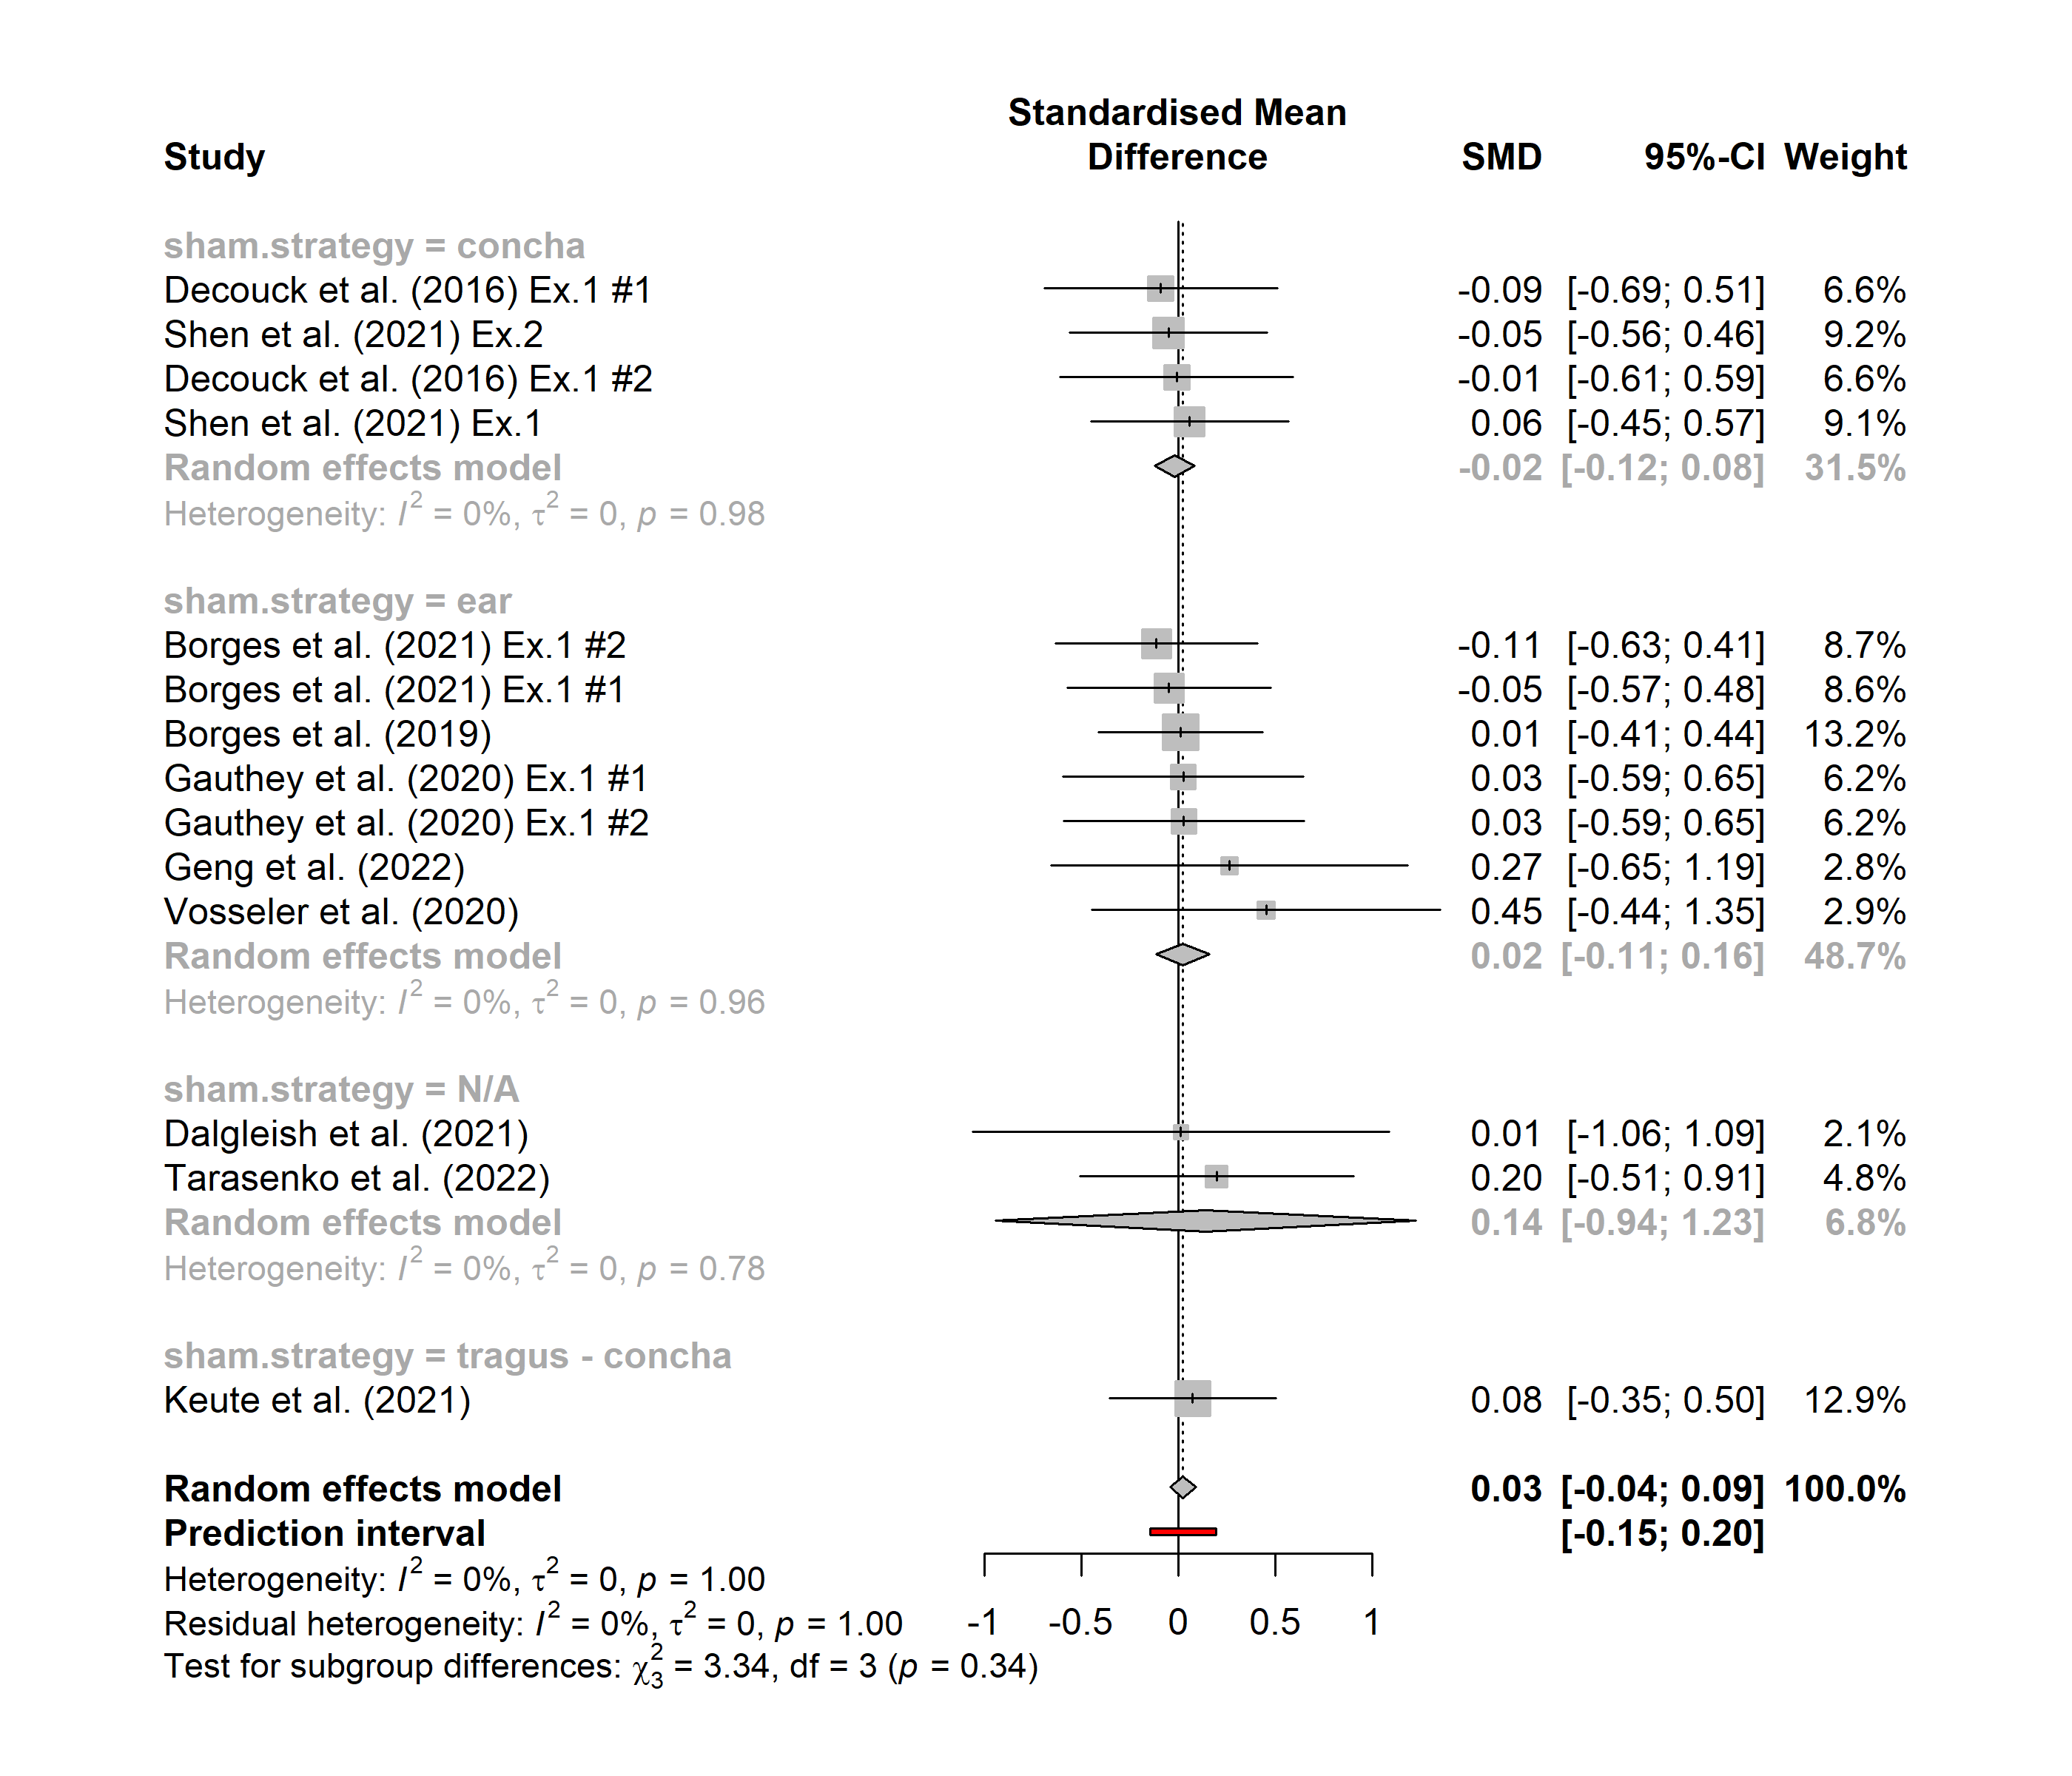 Standardised Mean
Study Difference SMD 95%-CI Weight
sham.strategy = concha
Decouck et al. (2016) Ex.1 #1 -0.09 [-0.69; 0.51] 6.6%
Shen et al. (2021) Ex.2 -0.05 [-0.56; 0.46] 9.2%
Decouck et al. (2016) Ex.1 #2 -0.01 [-0.61; 0.59] 6.6%
Shen et al. (2021) Ex.1 0.06 [-0.45; 0.57] 9.1%
Random effects model -0.02 [-0.12; 0.08] 31.5%
Heterogeneity: I² = 0%, τ² = 0, p = 0.98
sham.strategy = ear
Borges et al. (2021) Ex.1 #2 -0.11 [-0.63; 0.41] 8.7%
Borges et al. (2021) Ex.1 #1 -0.05 [-0.57; 0.48] 8.6%
Borges et al. (2019) 0.01 [-0.41; 0.44] 13.2%
Gauthey et al. (2020) Ex.1 #1 0.03 [-0.59; 0.65] 6.2%
Gauthey et al. (2020) Ex.1 #2 0.03 [-0.59; 0.65] 6.2%
Geng et al. (2022) 0.27 [-0.65; 1.19] 2.8%
Vosseler et al. (2020) 0.45 [-0.44; 1.35] 2.9%
Random effects model 0.02 [-0.11; 0.16] 48.7%
Heterogeneity: I² = 0%, τ² = 0, p = 0.96
sham.strategy = N/A
Dalgleish et al. (2021) 0.01 [-1.06; 1.09] 2.1%
Tarasenko et al. (2022) 0.20 [-0.51; 0.91] 4.8%
Random effects model 0.14 [-0.94; 1.23] 6.8%
Heterogeneity: I² = 0%, τ² = 0, p = 0.78
sham.strategy = tragus - concha
Keute et al. (2021) 0.08 [-0.35; 0.50] 12.9%
Random effects model 0.03 [-0.04; 0.09] 100.0%
Prediction interval [-0.15; 0.20]
Heterogeneity: I² = 0%, τ² = 0, p = 1.00
Residual heterogeneity: I² = 0%, τ² = 0, p = 1.00 -1 -0.5 0 0.5 1
Test for subgroup differences: χ²₃ = 3.34, df = 3 (p = 0.34)